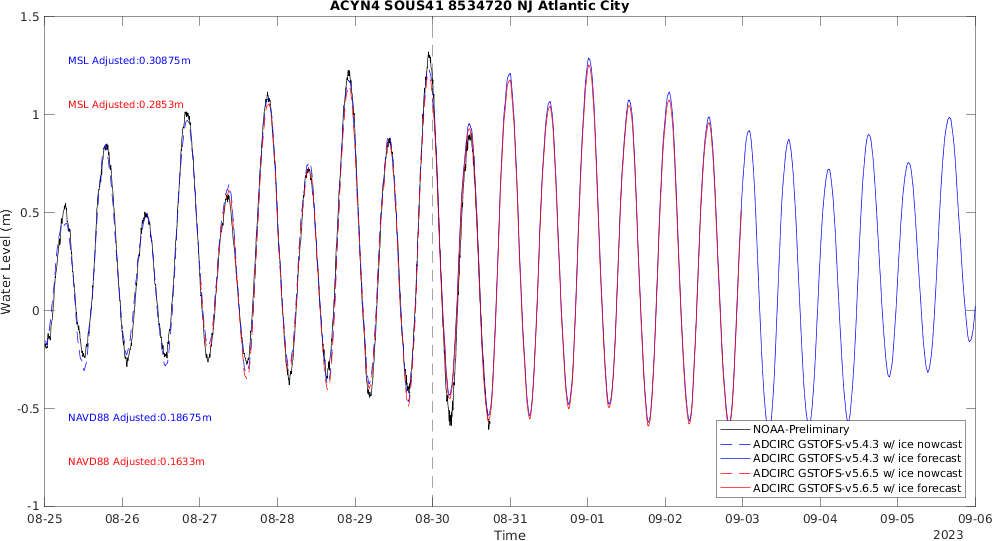 ACYN4 SOUS41 8534720 NJ Atlantic City
1.5
1
0.5
0
-0.5
-1
Water Level (m)
MSL Adjusted:0.30875m
MSL Adjusted:0.2853m
NAVD88 Adjusted:0.18675m
NAVD88 Adjusted:0.1633m
NOAA-Preliminary
ADCIRC GSTOFS-v5.4.3 w/ ice nowcast
ADCIRC GSTOFS-v5.4.3 w/ ice forecast
ADCIRC GSTOFS-v5.6.5 w/ ice nowcast
ADCIRC GSTOFS-v5.6.5 w/ ice forecast
08-25 08-26 08-27 08-28 08-29 08-30 08-31 09-01 09-02 09-03 09-04 09-05 09-06
Time
2023